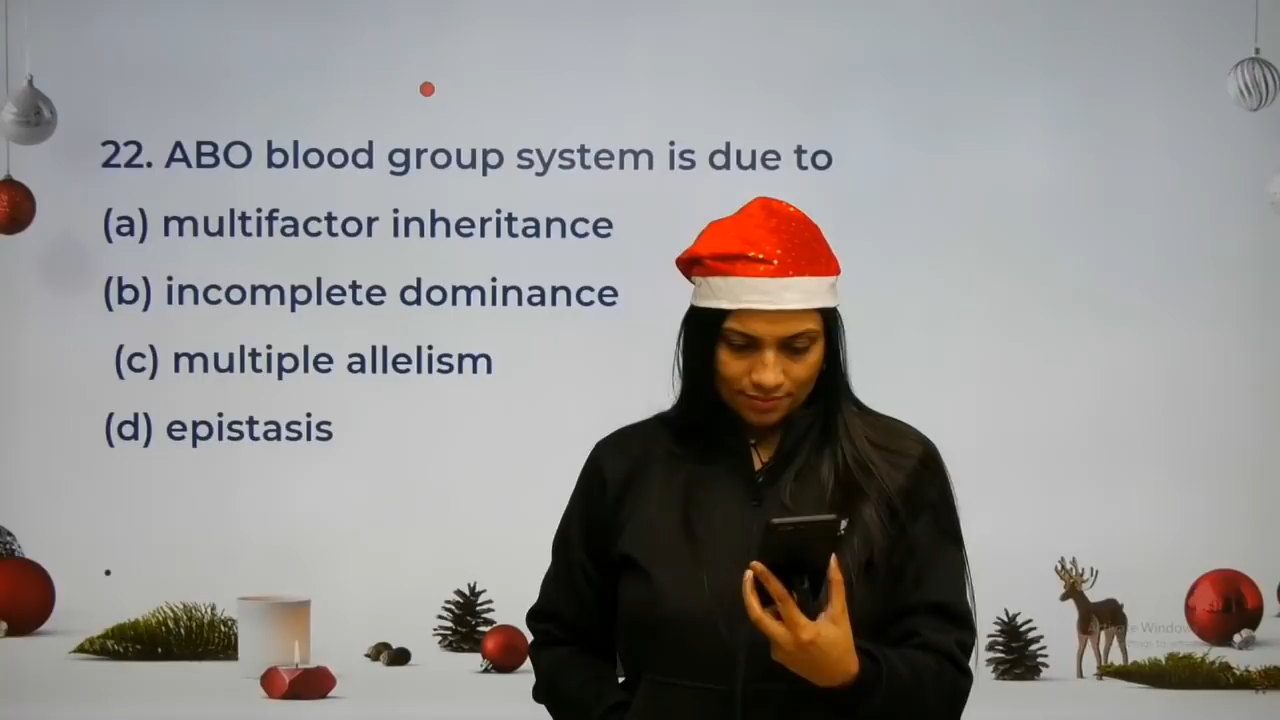 22. ABO blood group system is due to
(a) multifactor inheritance
(b) incomplete dominance
(c) multiple allelism
(d) epistasis